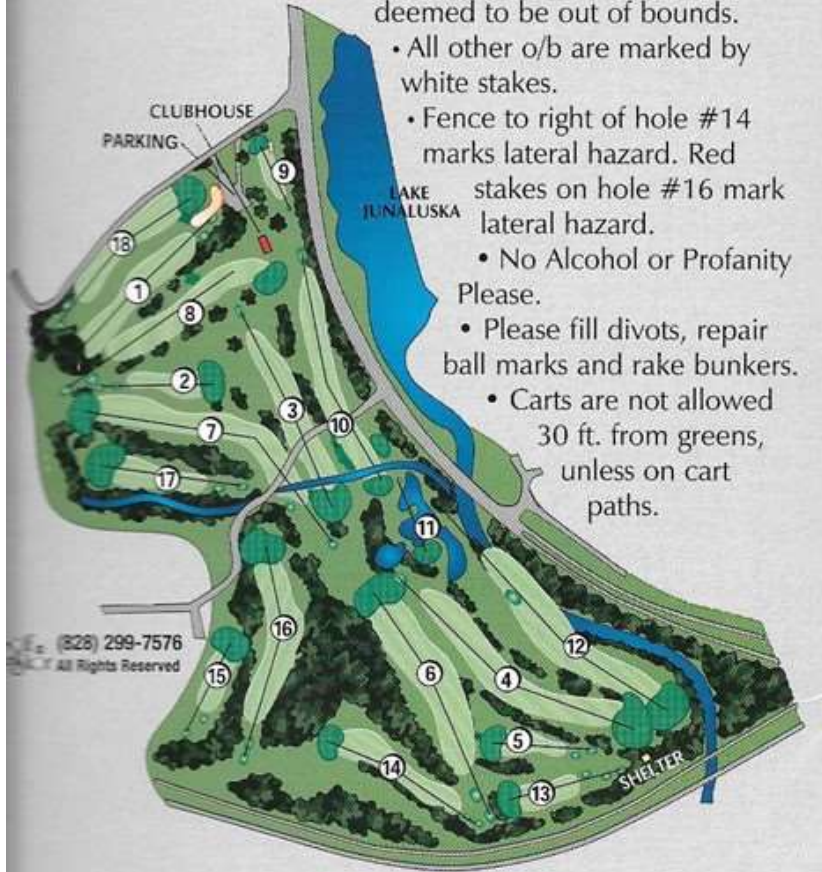 deemed to be out of bounds.
• All other o/b are marked by
white stakes.
• Fence to right of hole #14
marks lateral hazard. Red
stakes on hole #16 mark
lateral hazard.
• No Alcohol or Profanity
Please.
• Please fill divots, repair
ball marks and rake bunkers.
• Carts are not allowed
30 ft. from greens,
unless on cart
paths.
CLUBHOUSE
PARKING
LAKE
JUNALUSKA
9
18
1
8
2
3
10
7
17
11
16
15
6
4
12
5
14
13
SHELTER
(828) 299-7576
All Rights Reserved